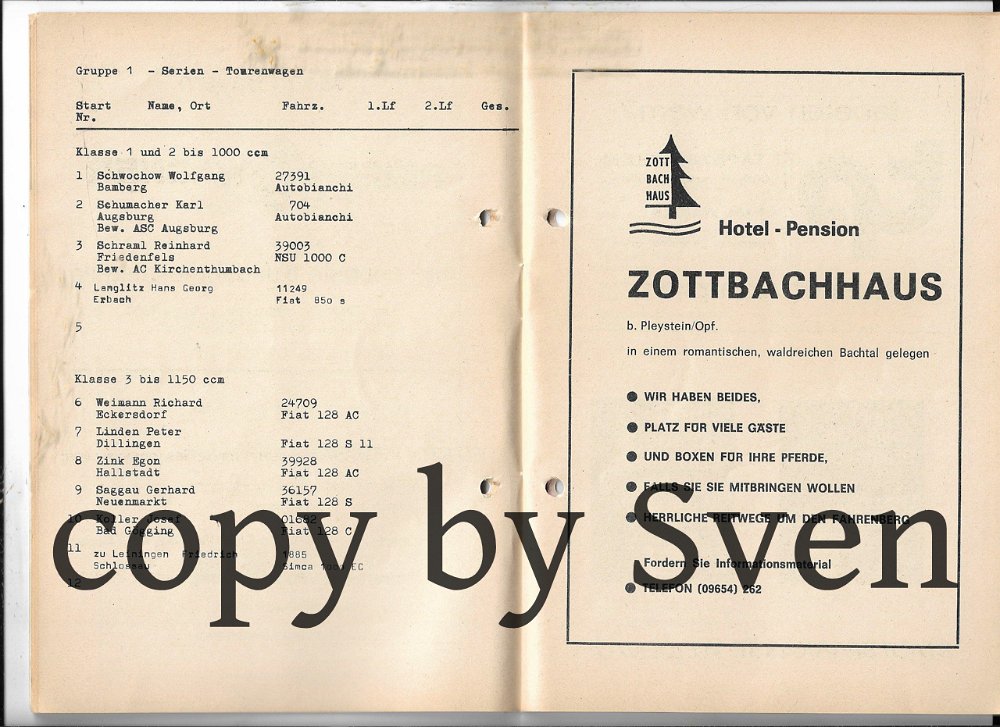 Gruppe 1 - Serien - Tourenwagen
Start Name, Ort Fahrz. 1.Lf 2.Lf Ges.
Nr.
Klasse 1 und 2 bis 1000 ccm
1 Schwochow Wolfgang 27391
Bamberg Autobianchi
2 Schumacher Karl 704
Augsburg Autobianchi
Bew. ASC Augsburg
3 Schraml Reinhard 39003
Friedenfels NSU 1000 C
Bew. AC Kirchenthumbach
4 Lamglitz Hans Georg 11249
Erbach Fiat 850 s
5
Klasse 3 bis 1150 ccm
6 Weimann Richard 24709
Eckersdorf Fiat 128 AC
7 Linden Peter
Dillingen Fiat 128 S 11
8 Zink Egon 39928
Hallstadt Fiat 128 AC
9 Saggau Gerhard 36157
Neuenmarkt Fiat 128 S
10 Koller Josef
Bad Gögging Fiat 128 C
11 zu Leiningen Friedrich 1885
Schlossau Simca
12
ZOTT
BACH
HAUS
Hotel - Pension
ZOTTBACHHAUS
b. Pleystein/Opf.
in einem romantischen, waldreichen Bachtal gelegen
● WIR HABEN BEIDES,
● PLATZ FÜR VIELE GÄSTE
● UND BOXEN FÜR IHRE PFERDE,
● FALLS SIE SIE MITBRINGEN WOLLEN
● HERRLICHE REITWEGE UM DEN FAHRENBERG
Fordern Sie Informationsmaterial
● TELEFON (09654) 262
copy by Sven